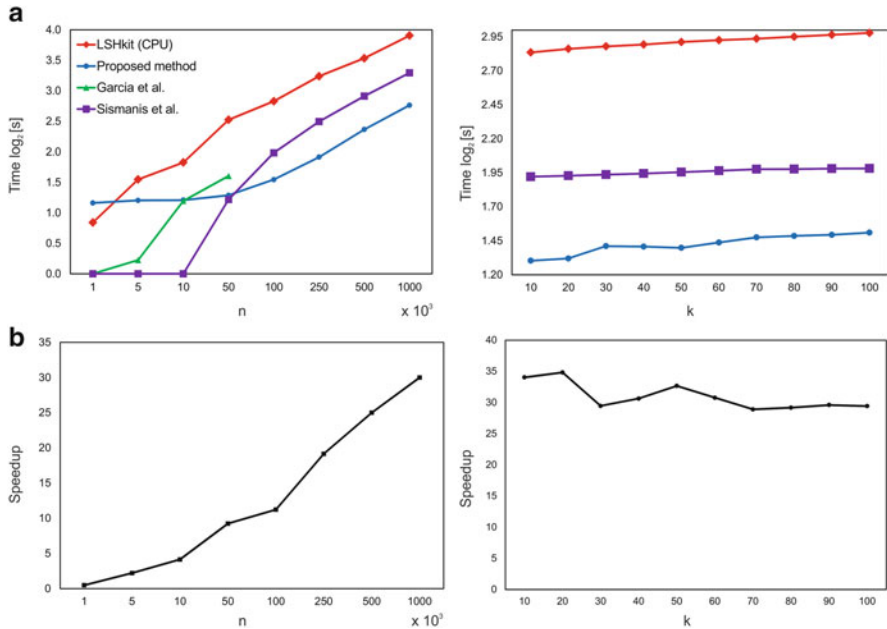 a
LSHkit (CPU)
Proposed method
Garcia et al.
Sismanis et al.
Time log2 [s]
4.0
3.5
3.0
2.5
2.0
1.5
1.0
0.5
0.0
1 5 10 50 100 250 500 1000
n
x 10³
Time log2 [s]
2.95
2.70
2.45
2.20
1.95
1.70
1.45
1.20
10 20 30 40 50 60 70 80 90 100
k
b
Speedup
35
30
25
20
15
10
5
0
1 5 10 50 100 250 500 1000
n
x 10³
Speedup
40
35
30
25
20
15
10
5
0
10 20 30 40 50 60 70 80 90 100
k